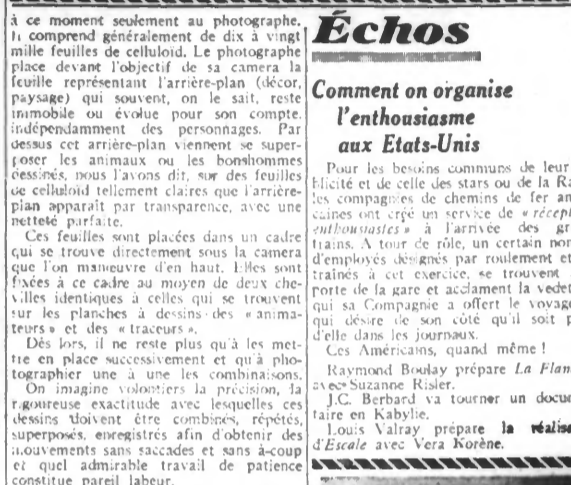 à ce moment seulement au photographe.
Il comprend généralement de dix à vingt
mille feuilles de celluloïd. Le photographe
place devant l'objectif de sa camera la
feuille représentant l'arrière-plan (décor,
paysage) qui souvent, on le sait, reste
immobile ou évolue pour son compte,
indépendamment des personnages. Par
dessus cet arrière-plan viennent se super-
poser les animaux ou les bonshommes
dessinés, nous l'avons dit, sur des feuilles
de celluloïd tellement claires que l'arrière-
plan apparaît par transparence, avec une
netteté parfaite.
Ces feuilles sont placées dans un cadre
qui se trouve directement sous la camera
que l'on manœuvre d'en haut. Elles sont
fixées à ce cadre au moyen de deux che-
villes identiques à celles qui se trouvent
sur les planches à dessins des « anima-
teurs » et des « traceurs ».
Dès lors, il ne reste plus qu'à les met-
tre en place successivement et qu'à pho-
tographier une à une les combinaisons.
On imagine volontiers la précision, la
rigoureuse exactitude avec lesquelles ces
dessins doivent être combinés, répétés,
superposés, enregistrés afin d'obtenir des
mouvements sans saccades et sans à-coup
et quel admirable travail de patience
constitue pareil labeur.
Échos
Comment on organise
l'enthousiasme
aux Etats-Unis
Pour les besoins communs de leur
blicité et de celle des stars ou de la Ra
les compagnies de chemins de fer am
caines ont créé un service de « récept
enthousiastes » à l'arrivée des gr
trains. A tour de rôle, un certain nom
d'employés désignés par roulement et
traînés à cet exercice, se trouvent
porte de la gare et acclament la vedet
qui sa Compagnie a offert le voyage
qui désire de son côté qu'il soit p
d'elle dans les journaux.
Ces Américains, quand même !
Raymond Boulay prépare La Flam
avec Suzanne Risler.
J.C. Berbard va tourner un docum
taire en Kabylie.
Louis Valray prépare la réalisa
d'Escale avec Vera Korène.